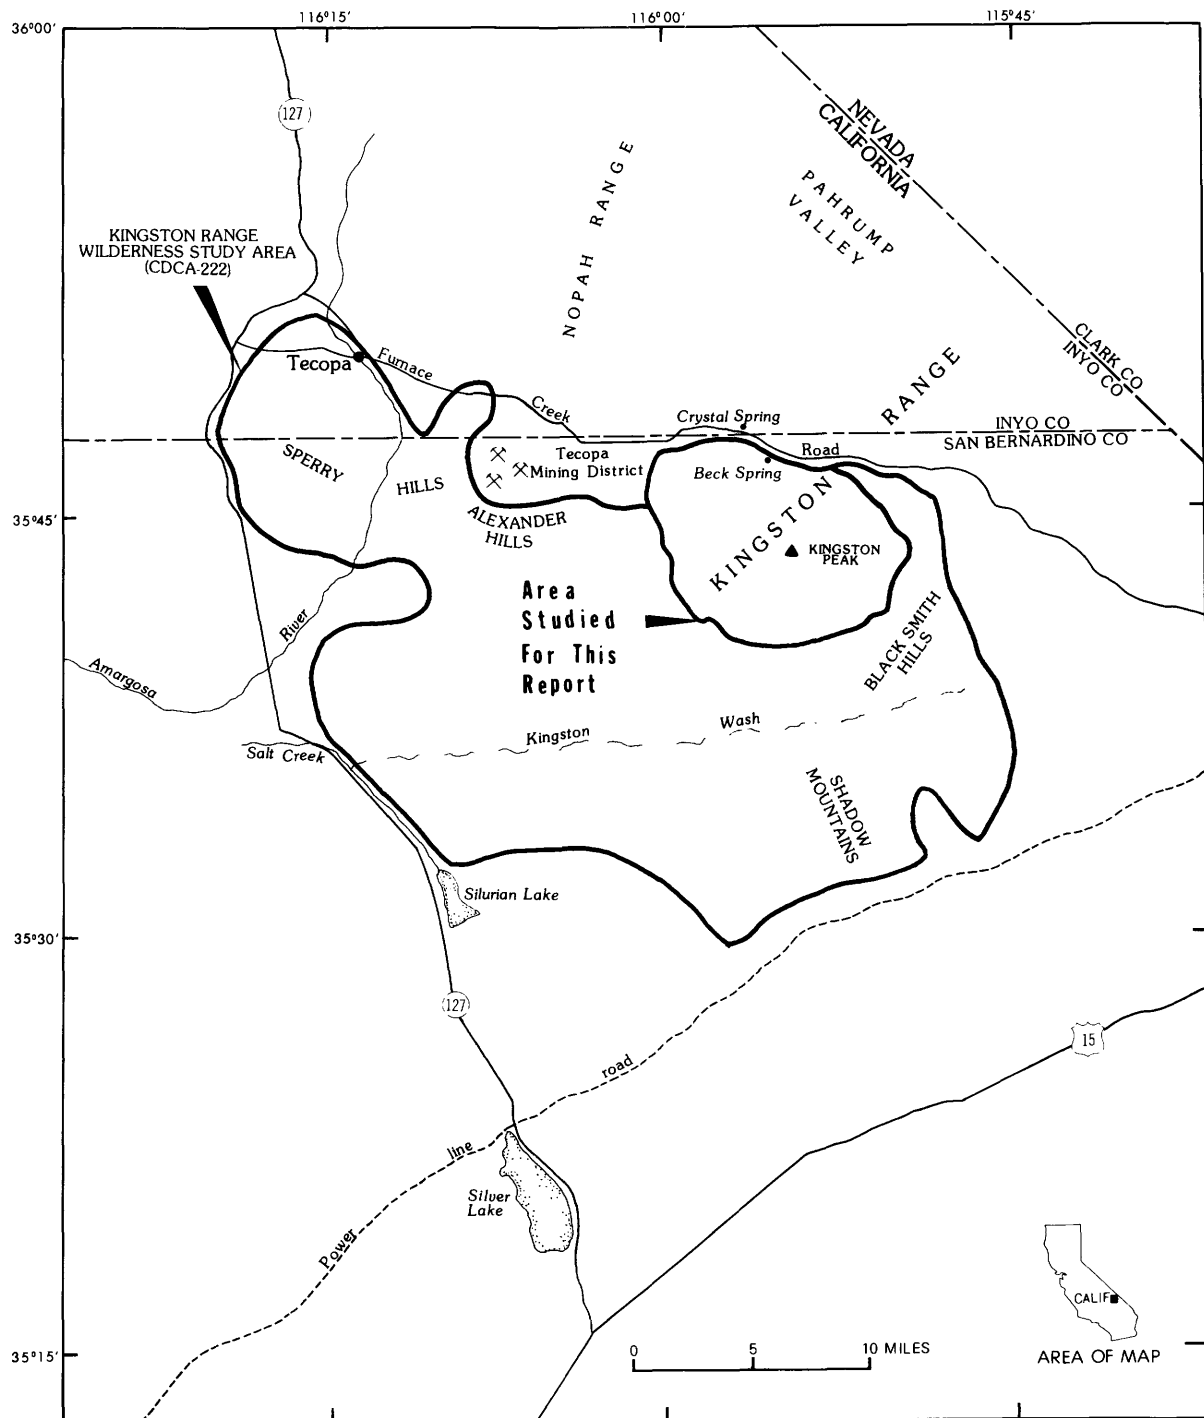 116°15′
116°00′
115°45′
36°00′
127
NEVADA
CALIFORNIA
PAHRUMP
VALLEY
NOPAH RANGE
KINGSTON RANGE
WILDERNESS STUDY AREA
(CDCA-222)
CLARK CO
INYO CO
Tecopa
Furnace
Creek
Crystal Spring
RANGE
INYO CO
SAN BERNARDINO CO
Road
SPERRY
HILLS
Tecopa
Mining District
Beck Spring
KINGSTON
35°45′
ALEXANDER
HILLS
KINGSTON
PEAK
Area
Studied
For This
Report
BLACK SMITH
HILLS
River
Amargosa
Kingston
Wash
Salt Creek
SHADOW
MOUNTAINS
Silurian Lake
35°30′
127
15
road
line
Power
Silver
Lake
CALIF
35°15′
0 5 10 MILES
AREA OF MAP